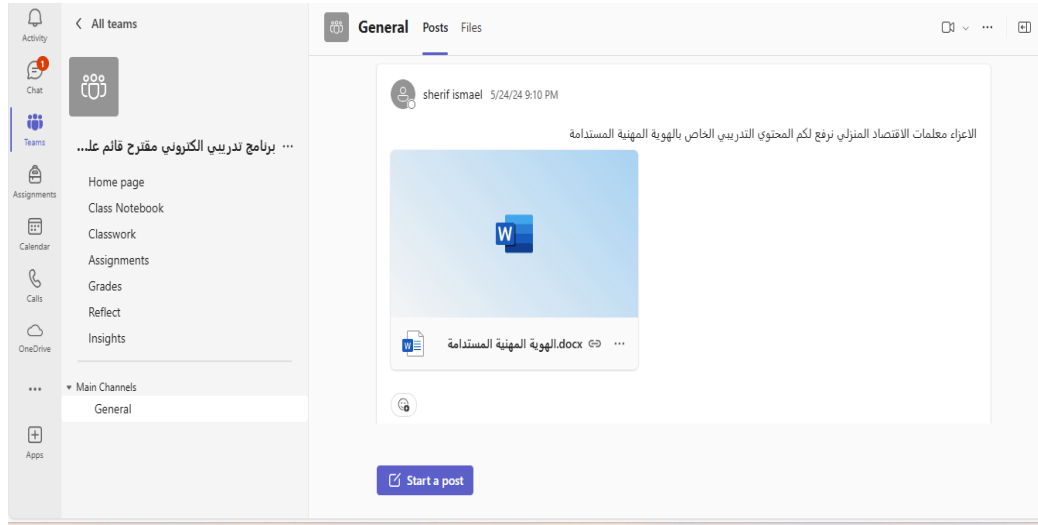 Activity
1
Chat
Teams
Assignments
Calendar
Calls
OneDrive
Apps
All teams
برنامج تدريبي الكتروني مقترح قائم علـ...
Home page
Class Notebook
Classwork
Assignments
Grades
Reflect
Insights
Main Channels
General
General Posts Files
sherif ismael 5/24/24 9:10 PM
الاعزاء معلمات الاقتصاد المنزلي نرفع لكم المحتوي التدريبي الخاص بالهوية المهنية المستدامة
W
W
الهوية المهنية المستدامة.docx
Start a post